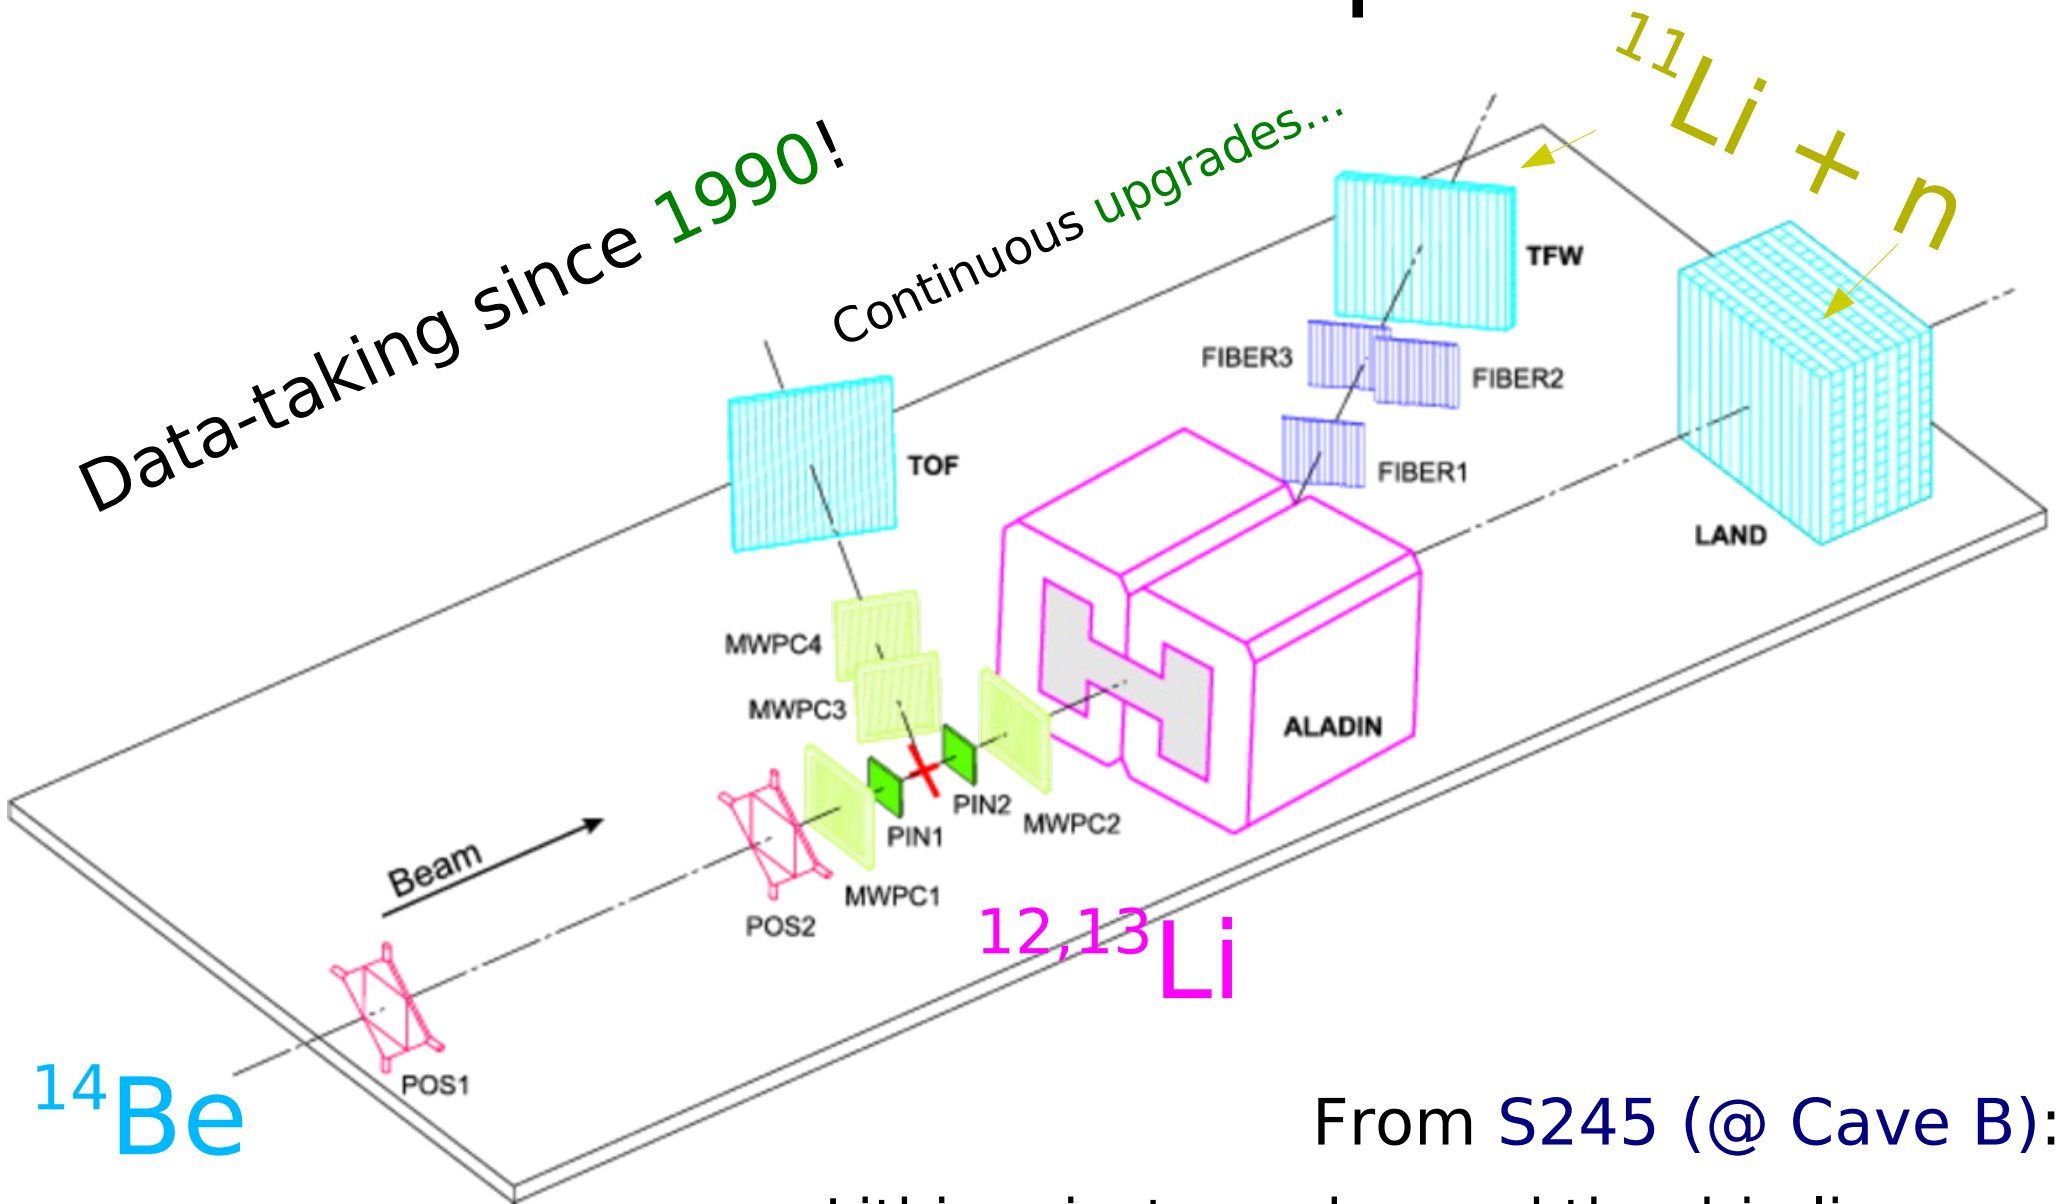 ¹¹Li + n
Data-taking since 1990!
Continuous upgrades...
TFW
FIBER3
FIBER2
TOF
FIBER1
LAND
MWPC4
MWPC3
ALADIN
PIN2
MWPC2
PIN1
Beam
MWPC1
POS2
¹²,¹³Li
POS1
¹⁴Be
From S245 (@ Cave B):